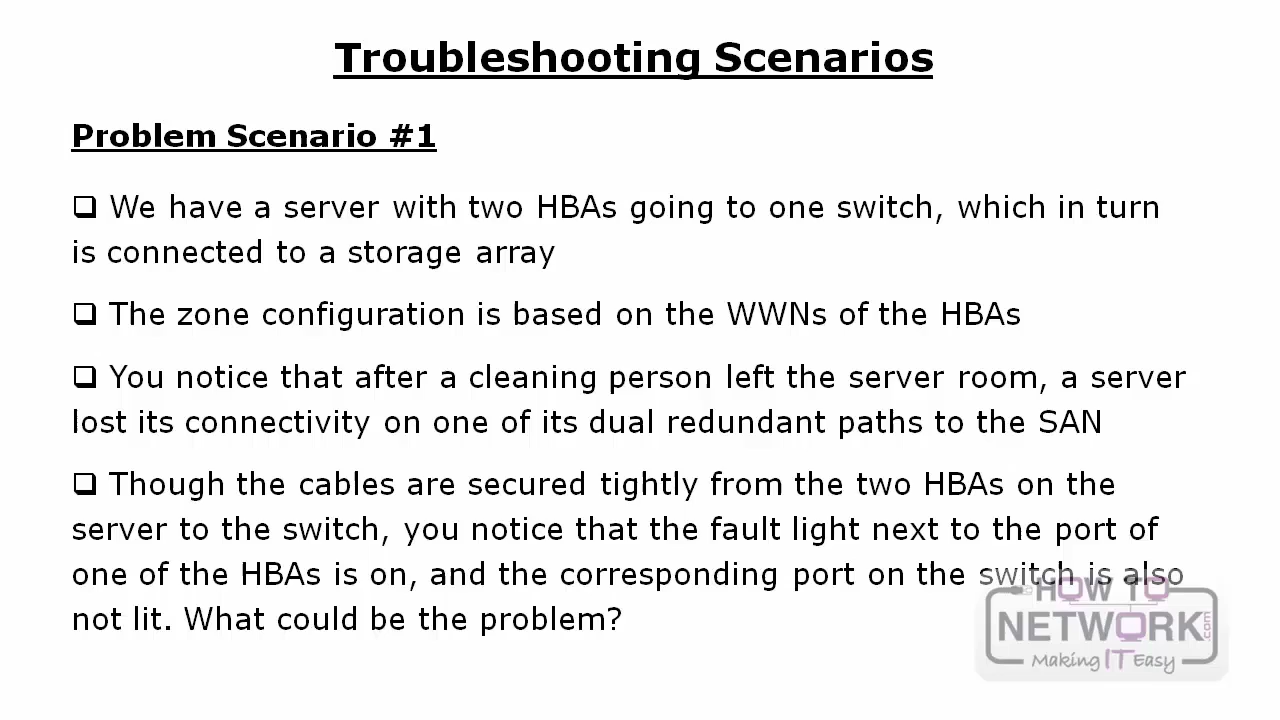 Troubleshooting Scenarios
Problem Scenario #1
❑ We have a server with two HBAs going to one switch, which in turn
is connected to a storage array
❑ The zone configuration is based on the WWNs of the HBAs
❑ You notice that after a cleaning person left the server room, a server
lost its connectivity on one of its dual redundant paths to the SAN
❑ Though the cables are secured tightly from the two HBAs on the
server to the switch, you notice that the fault light next to the port of
one of the HBAs is on, and the corresponding port on the switch is also
not lit. What could be the problem?
HOW TO
NETWORK.com
Making IT Easy